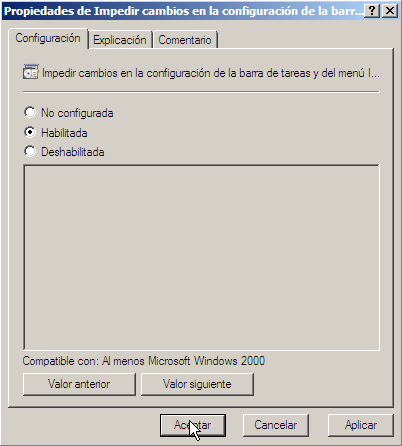 Propiedades de Impedir cambios en la configuración de la barr... ? X
Configuración Explicación Comentario
Impedir cambios en la configuración de la barra de tareas y del menú I...
No configurada
Habilitada
Deshabilitada
Compatible con: Al menos Microsoft Windows 2000
Valor anterior Valor siguiente
Aceptar Cancelar Aplicar